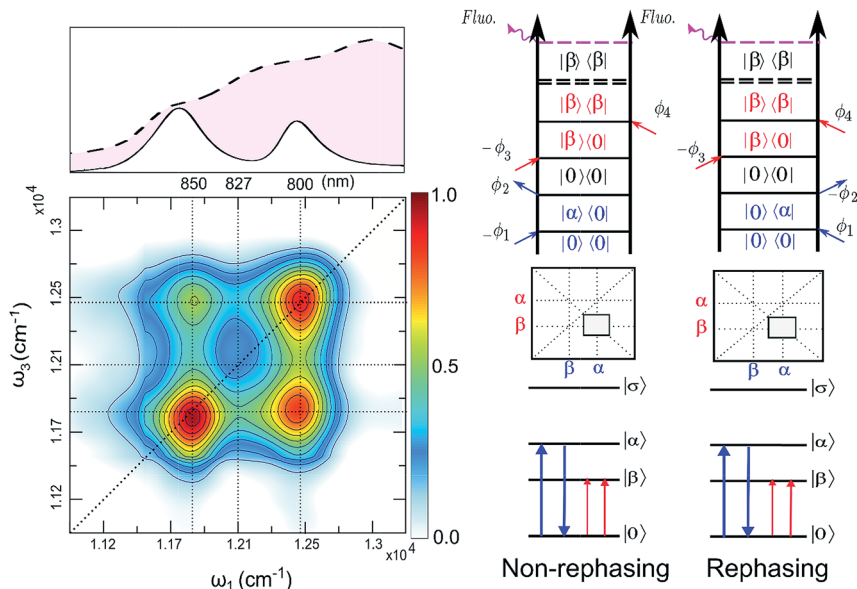 850 827 800 (nm)
×10⁴
1.3
1.25
1.21
1.17
1.12
ω₃ (cm⁻¹)
1.12 1.17 1.21 1.25 1.3 ×10⁴
ω₁ (cm⁻¹)
1.0
0.5
0.0
Fluo.
|β⟩ ⟨β|
|β⟩ ⟨β|
|β⟩ ⟨0|
|0⟩ ⟨0|
|α⟩ ⟨0|
|0⟩ ⟨0|
ϕ₄
−ϕ₃
ϕ₂
−ϕ₁
α
β
β α
|σ⟩
|α⟩
|β⟩
|0⟩
Non-rephasing
Fluo.
|β⟩ ⟨β|
|β⟩ ⟨β|
|β⟩ ⟨0|
|0⟩ ⟨0|
|0⟩ ⟨α|
|0⟩ ⟨0|
ϕ₄
−ϕ₃
−ϕ₂
ϕ₁
α
β
β α
|σ⟩
|α⟩
|β⟩
|0⟩
Rephasing